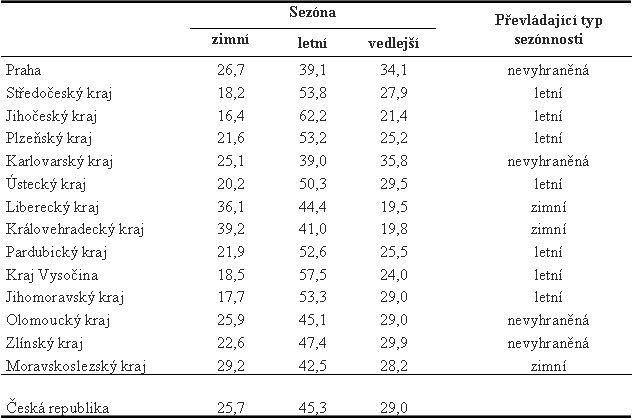 Sezóna Převládající typ sezónnosti
zimní letní vedlejší
Praha 26,7 39,1 34,1 nevyhraněná
Středočeský kraj 18,2 53,8 27,9 letní
Jihočeský kraj 16,4 62,2 21,4 letní
Plzeňský kraj 21,6 53,2 25,2 letní
Karlovarský kraj 25,1 39,0 35,8 nevyhraněná
Ústecký kraj 20,2 50,3 29,5 letní
Liberecký kraj 36,1 44,4 19,5 zimní
Královehradecký kraj 39,2 41,0 19,8 zimní
Pardubický kraj 21,9 52,6 25,5 letní
Kraj Vysočina 18,5 57,5 24,0 letní
Jihomoravský kraj 17,7 53,3 29,0 letní
Olomoucký kraj 25,9 45,1 29,0 nevyhraněná
Zlínský kraj 22,6 47,4 29,9 nevyhraněná
Moravskoslezský kraj 29,2 42,5 28,2 zimní
Česká republika 25,7 45,3 29,0